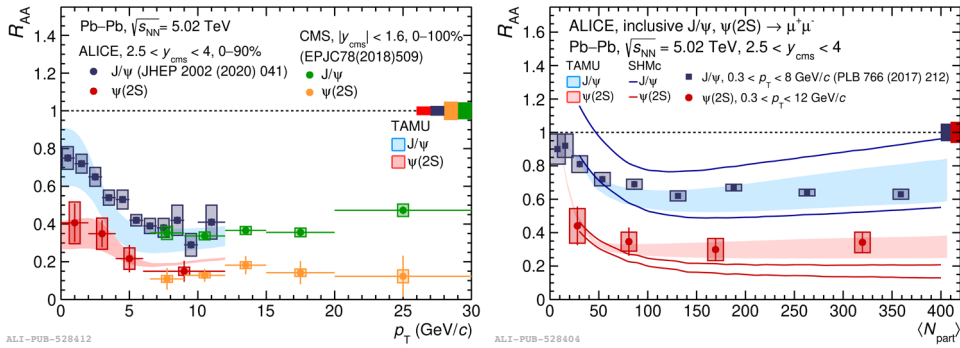 R_AA
Pb–Pb, √s_NN = 5.02 TeV
ALICE, 2.5 < y_cms < 4, 0–90%
J/ψ (JHEP 2002 (2020) 041)
ψ(2S)
CMS, |y_cms| < 1.6, 0–100%
(EPJC78(2018)509)
J/ψ
ψ(2S)
TAMU
J/ψ
ψ(2S)
1.4
1.2
1
0.8
0.6
0.4
0.2
0
0 5 10 15 20 25 30
p_T (GeV/c)
ALI-PUB-528412
R_AA
ALICE, inclusive J/ψ, ψ(2S) → μ⁺μ⁻
Pb–Pb, √s_NN = 5.02 TeV, 2.5 < y_cms < 4
TAMU SHMc
J/ψ J/ψ J/ψ, 0.3 < p_T < 8 GeV/c (PLB 766 (2017) 212)
ψ(2S) ψ(2S) ψ(2S), 0.3 < p_T < 12 GeV/c
1.6
1.4
1.2
1
0.8
0.6
0.4
0.2
0
0 50 100 150 200 250 300 350 400
⟨N_part⟩
ALI-PUB-528404